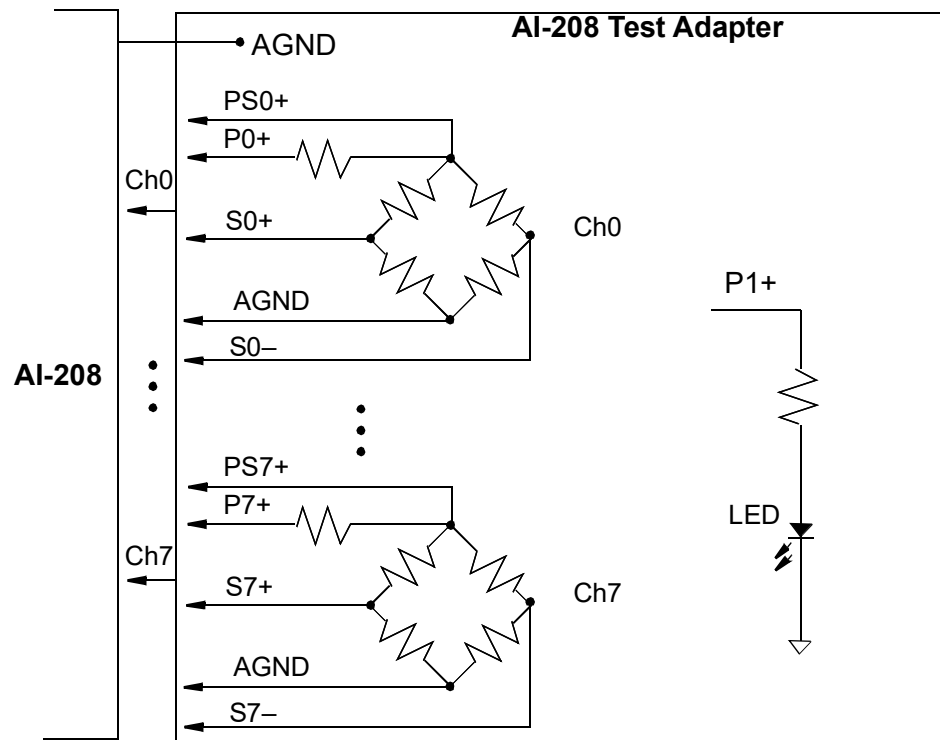 AI-208 Test Adapter
AGND
PS0+
P0+
Ch0
S0+
Ch0
AGND
P1+
S0–
AI-208
PS7+
P7+
LED
Ch7
S7+
Ch7
AGND
S7–